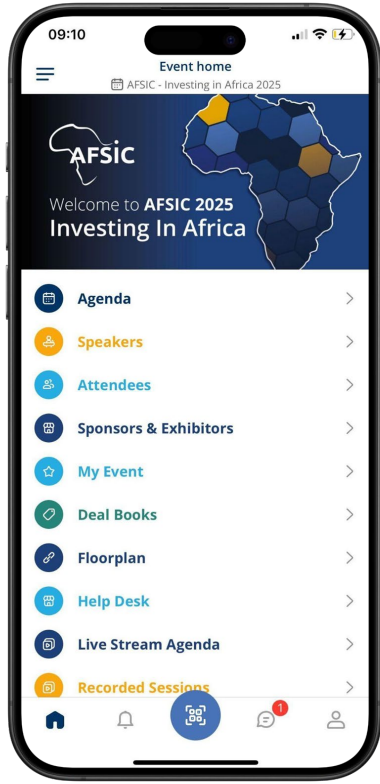 09:10
Event home
AFSIC - Investing in Africa 2025
AFSIC
Welcome to AFSIC 2025
Investing In Africa
Agenda
Speakers
Attendees
Sponsors & Exhibitors
My Event
Deal Books
Floorplan
Help Desk
Live Stream Agenda
Recorded Sessions
1